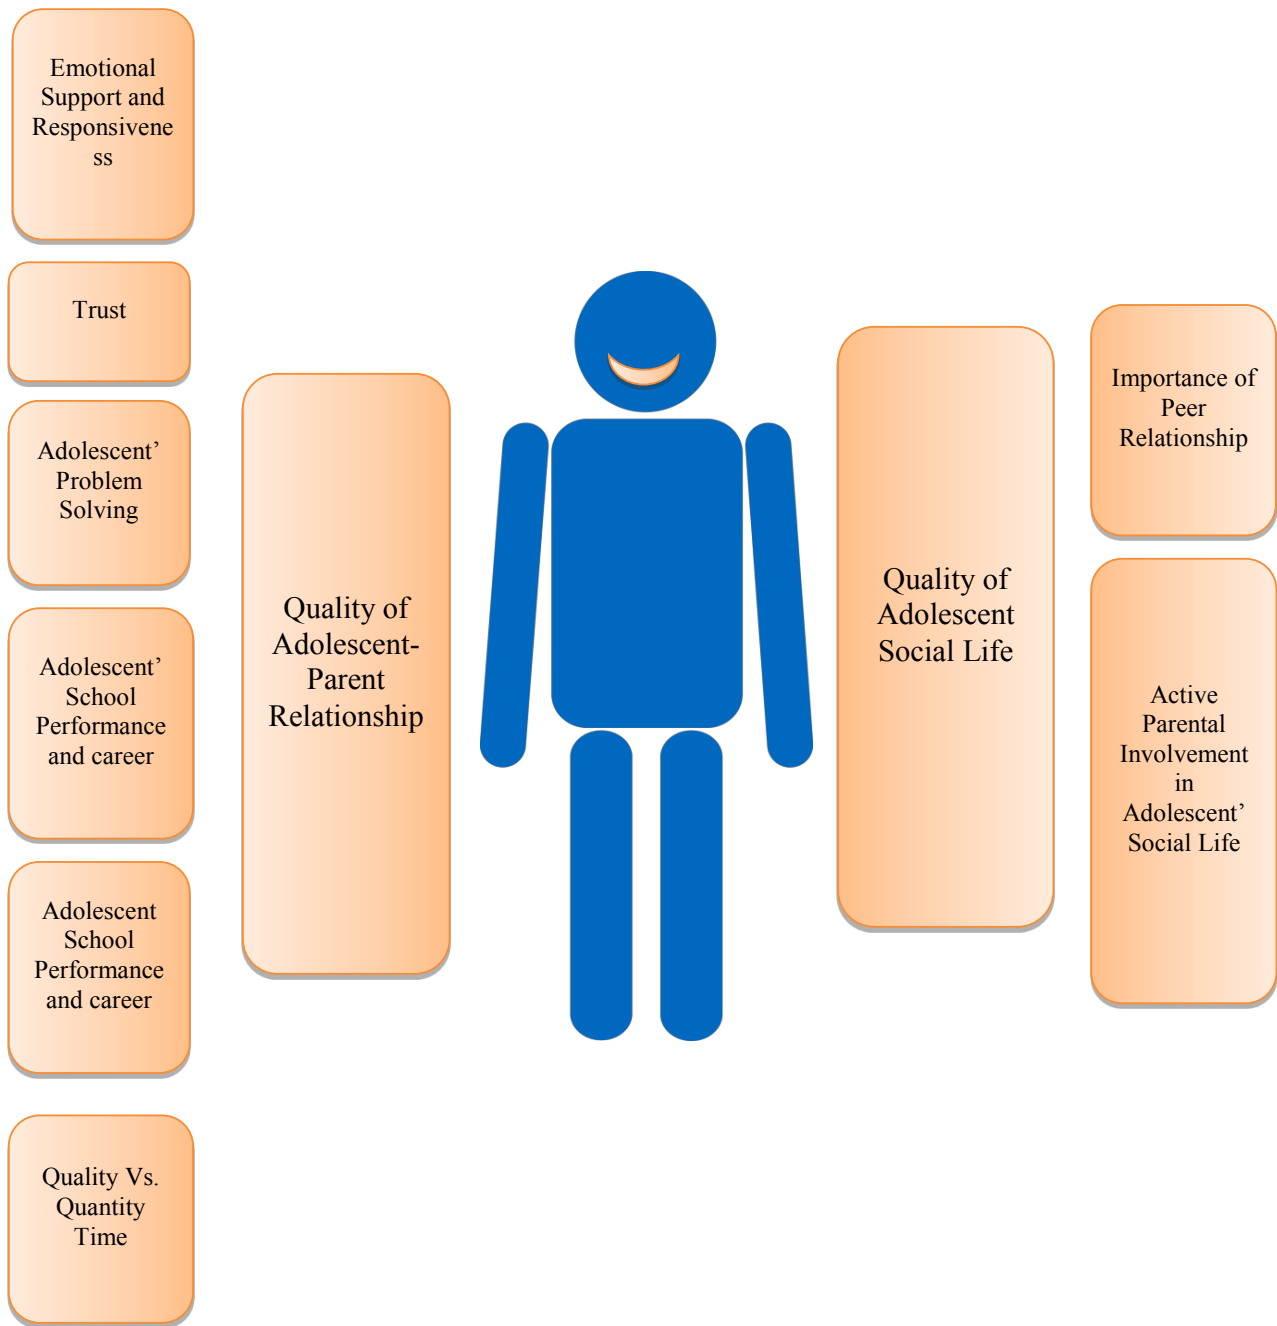 Emotional
Support and
Responsivene
ss
Trust
Adolescent’
Problem
Solving
Adolescent’
School
Performance
and career
Adolescent
School
Performance
and career
Quality Vs.
Quantity
Time
Quality of
Adolescent-
Parent
Relationship
Quality of
Adolescent
Social Life
Importance of
Peer
Relationship
Active
Parental
Involvement
in
Adolescent’
Social Life